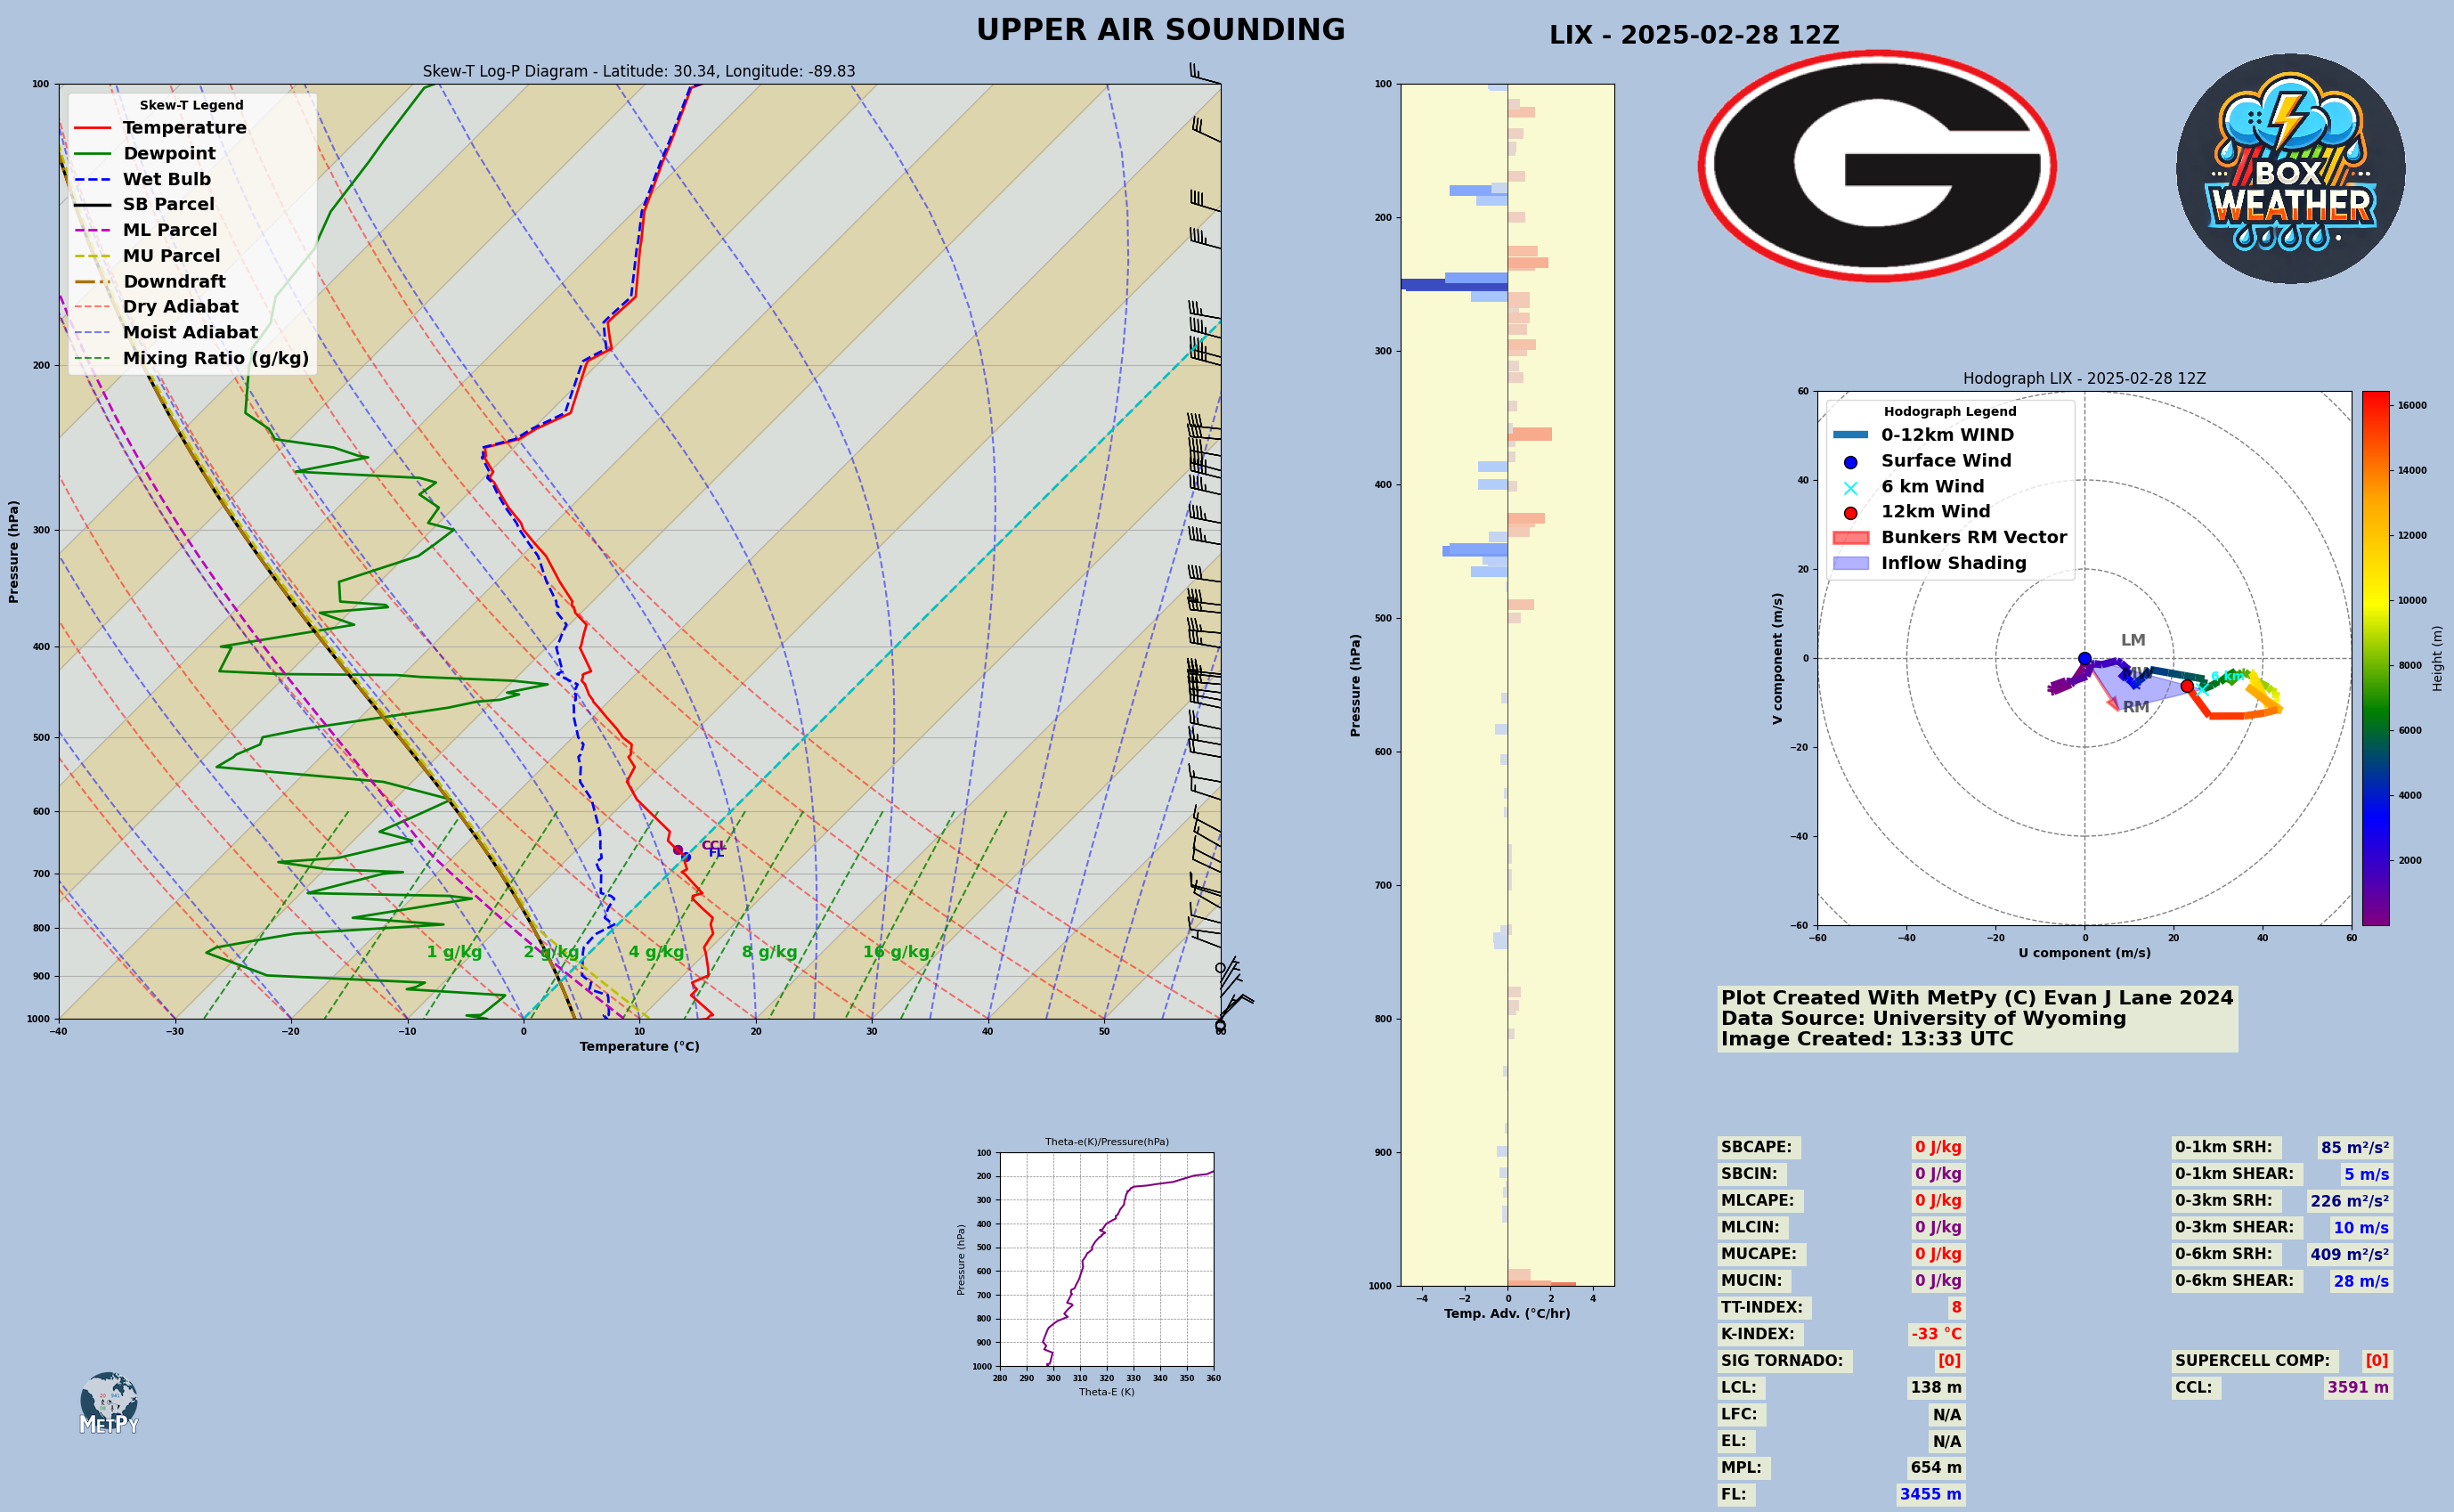 UPPER AIR SOUNDING
LIX - 2025-02-28 12Z
Skew-T Log-P Diagram - Latitude: 30.34, Longitude: -89.83
Skew-T Legend
Temperature
Dewpoint
Wet Bulb
SB Parcel
ML Parcel
MU Parcel
Downdraft
Dry Adiabat
Moist Adiabat
Mixing Ratio (g/kg)
100
200
300
400
500
600
700
800
900
1000
Pressure (hPa)
CCL
FL
1 g/kg
2 g/kg
4 g/kg
8 g/kg
16 g/kg
−40
−30
−20
−10
0
10
20
30
40
50
60
Temperature (°C)
100
200
300
400
500
600
700
800
900
1000
Pressure (hPa)
−4
−2
0
2
4
Temp. Adv. (°C/hr)
G
BOX
WEATHER
Hodograph LIX - 2025-02-28 12Z
Hodograph Legend
0-12km WIND
Surface Wind
6 km Wind
12km Wind
Bunkers RM Vector
Inflow Shading
60
40
20
0
−20
−40
−60
V component (m/s)
LM
MW
6 km
RM
−60
−40
−20
0
20
40
60
U component (m/s)
16000
14000
12000
10000
8000
6000
4000
2000
Height (m)
Plot Created With MetPy (C) Evan J Lane 2024
Data Source: University of Wyoming
Image Created: 13:33 UTC
Theta-e(K)/Pressure(hPa)
100
200
300
400
500
600
700
800
900
1000
Pressure (hPa)
280
290
300
310
320
330
340
350
360
Theta-E (K)
METPY
SBCAPE: 0 J/kg
SBCIN: 0 J/kg
MLCAPE: 0 J/kg
MLCIN: 0 J/kg
MUCAPE: 0 J/kg
MUCIN: 0 J/kg
TT-INDEX: 8
K-INDEX: -33 °C
SIG TORNADO: [0]
LCL: 138 m
LFC: N/A
EL: N/A
MPL: 654 m
FL: 3455 m
0-1km SRH: 85 m²/s²
0-1km SHEAR: 5 m/s
0-3km SRH: 226 m²/s²
0-3km SHEAR: 10 m/s
0-6km SRH: 409 m²/s²
0-6km SHEAR: 28 m/s
SUPERCELL COMP: [0]
CCL: 3591 m